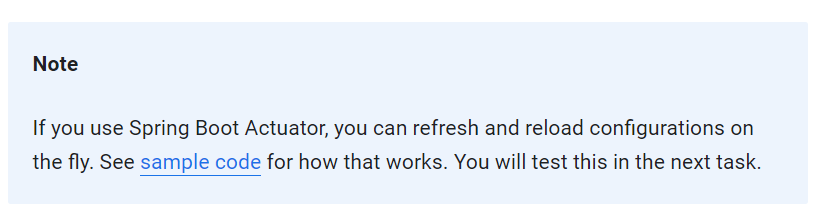 Note
If you use Spring Boot Actuator, you can refresh and reload configurations on
the fly. See sample code for how that works. You will test this in the next task.